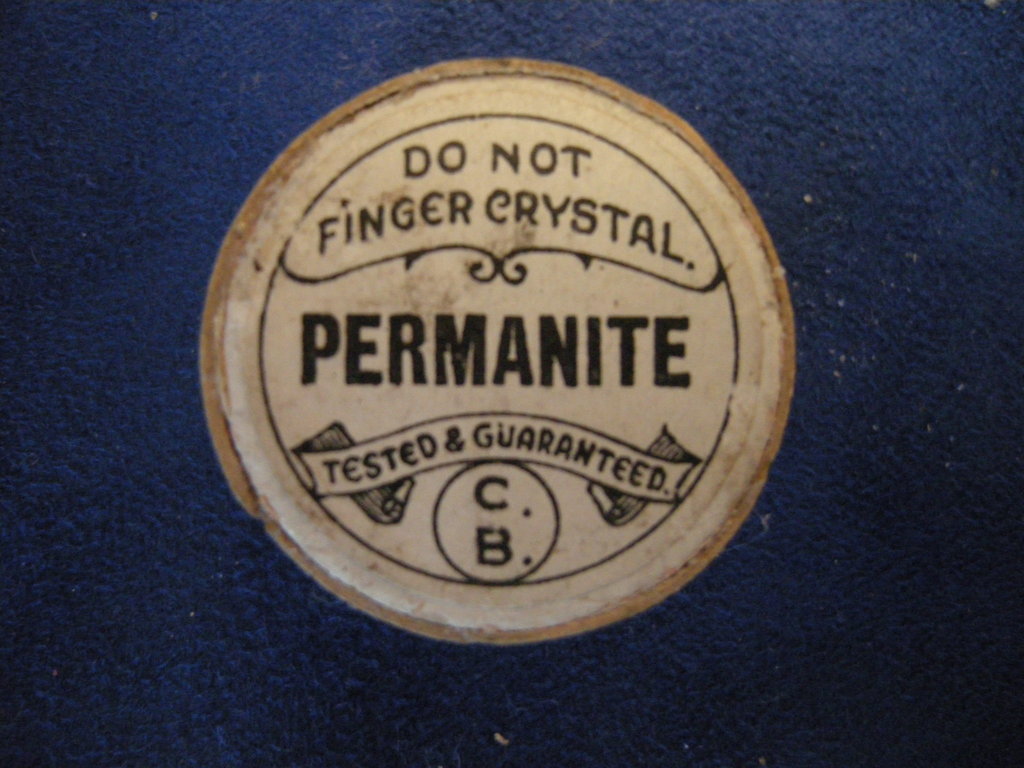 DO NOT
FINGER CRYSTAL.
PERMANITE
TESTED & GUARANTEED.
C.
B.